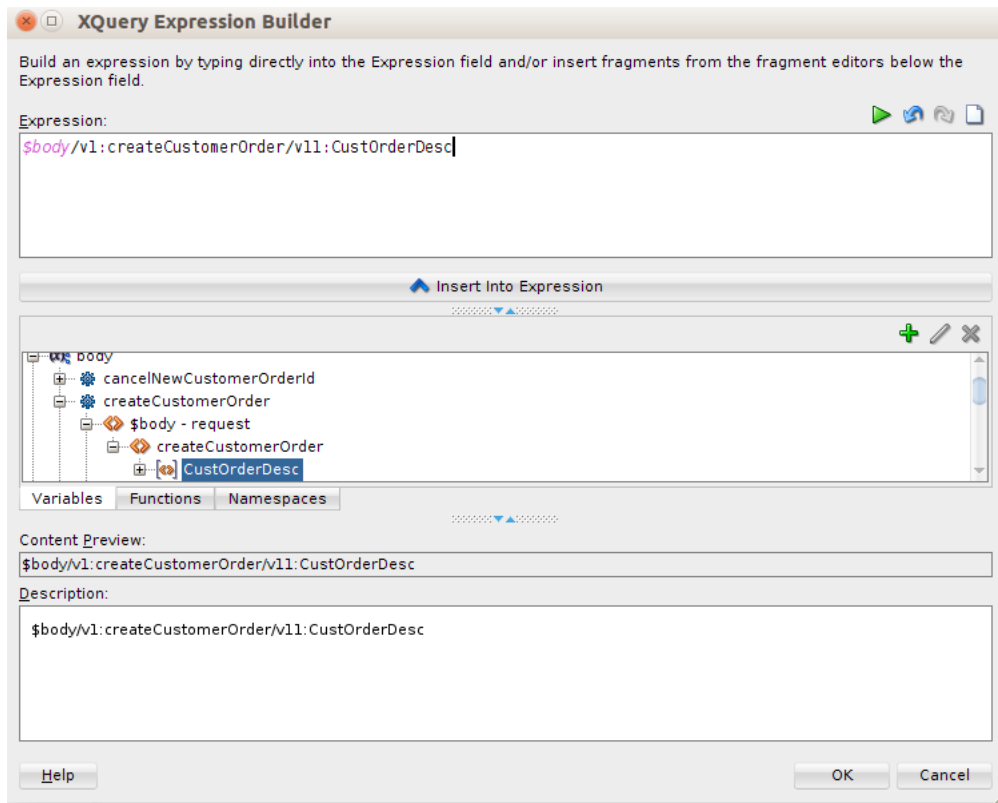 XQuery Expression Builder
Build an expression by typing directly into the Expression field and/or insert fragments from the fragment editors below the
Expression field.
Expression:
$body/v1:createCustomerOrder/v11:CustOrderDesc
Insert Into Expression
body
cancelNewCustomerOrderId
createCustomerOrder
$body - request
createCustomerOrder
CustOrderDesc
Variables Functions Namespaces
Content Preview:
$body/v1:createCustomerOrder/v11:CustOrderDesc
Description:
$body/v1:createCustomerOrder/v11:CustOrderDesc
Help OK Cancel